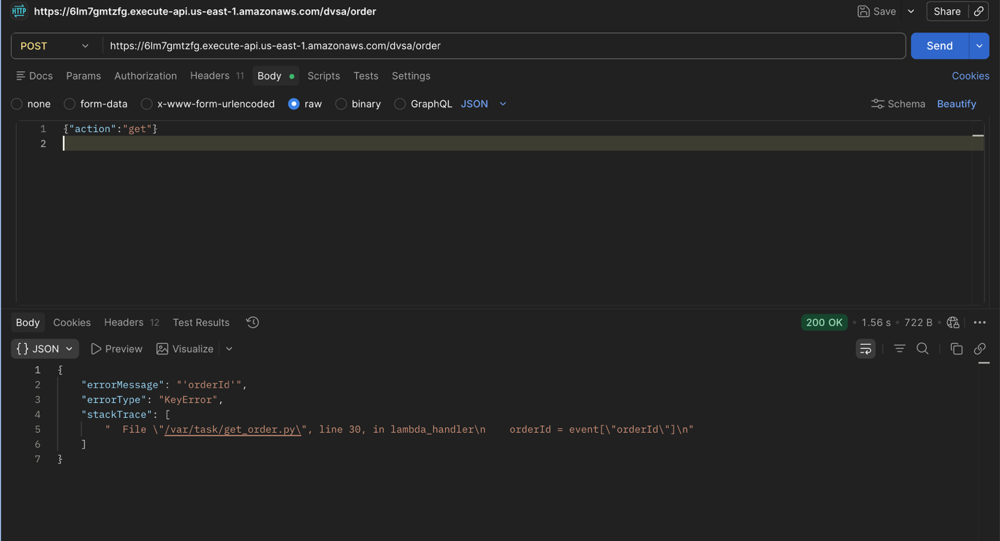 HTTP https://6lm7gmtzfg.execute-api.us-east-1.amazonaws.com/dvsa/order Save Share
POST https://6lm7gmtzfg.execute-api.us-east-1.amazonaws.com/dvsa/order Send
Docs Params Authorization Headers 11 Body Scripts Tests Settings Cookies
none form-data x-www-form-urlencoded raw binary GraphQL JSON Schema Beautify
1 {"action":"get"}
2
Body Cookies Headers 12 Test Results 200 OK • 1.56 s • 722 B •
{} JSON Preview Visualize
1 {
2 "errorMessage": "'orderId'",
3 "errorType": "KeyError",
4 "stackTrace": [
5 "  File \"/var/task/get_order.py\", line 30, in lambda_handler\n    orderId = event[\"orderId\"]\n"
6 ]
7 }